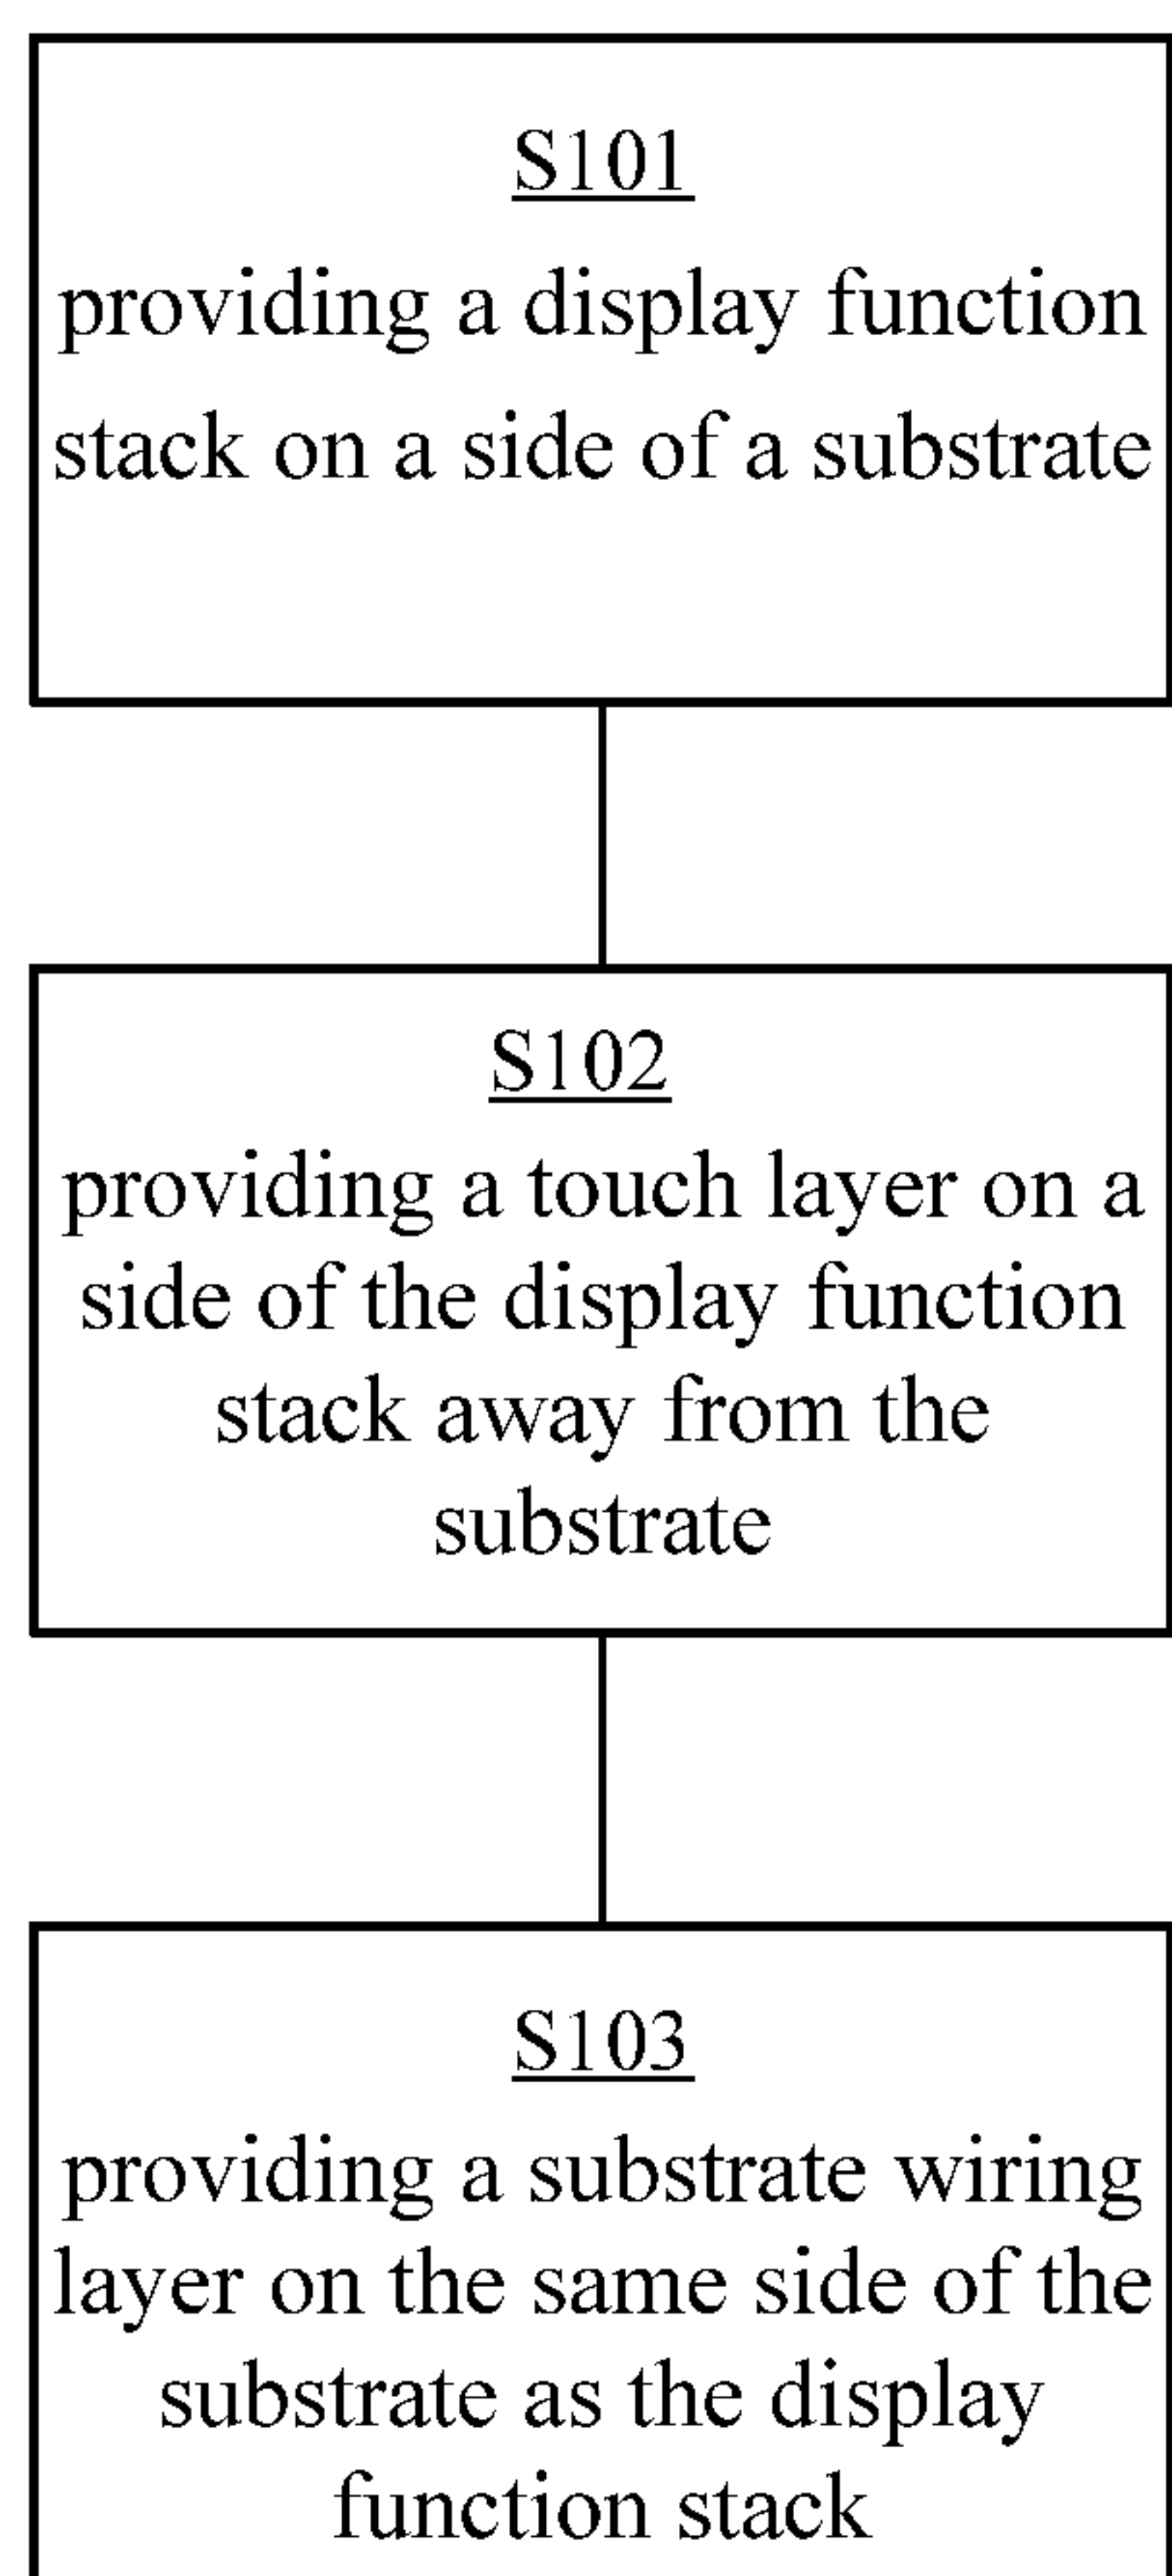 S101
providing a display function
stack on a side of a substrate
S102
providing a touch layer on a
side of the display function
stack away from the
substrate
S103
providing a substrate wiring
layer on the same side of the
substrate as the display
function stack